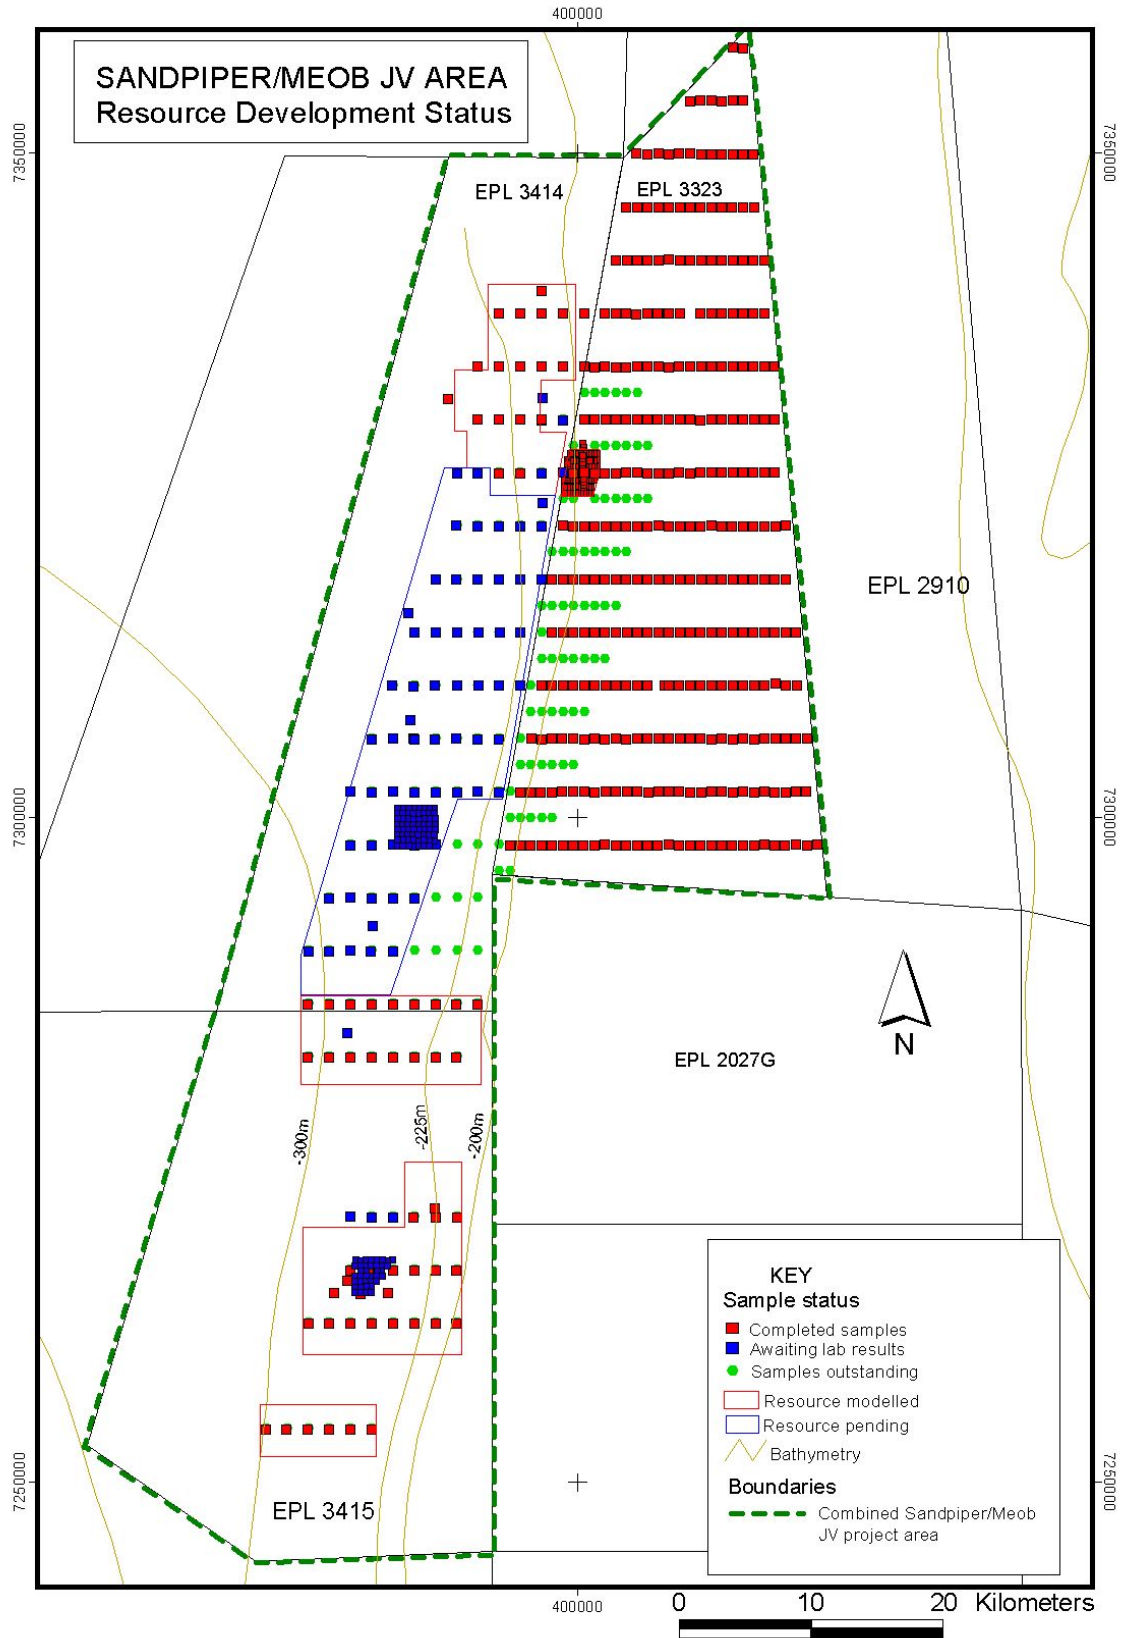 400000
SANDPIPER/MEOB JV AREA
Resource Development Status
7350000
7350000
EPL 3414
EPL 3323
EPL 2910
7300000
7300000
N
EPL 2027G
-300m
-225m
-200m
KEY
Sample status
Completed samples
Awaiting lab results
Samples outstanding
Resource modelled
Resource pending
Bathymetry
Boundaries
Combined Sandpiper/Meob
JV project area
7250000
7250000
EPL 3415
400000
0 10 20 Kilometers